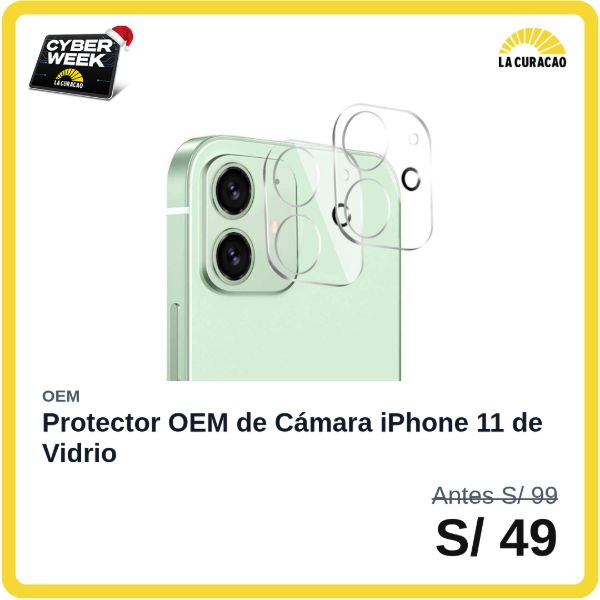 CYBER
WEEK
LA CURACAO
LA CURACAO
OEM
Protector OEM de Cámara iPhone 11 de
Vidrio
Antes S/ 99
S/ 49